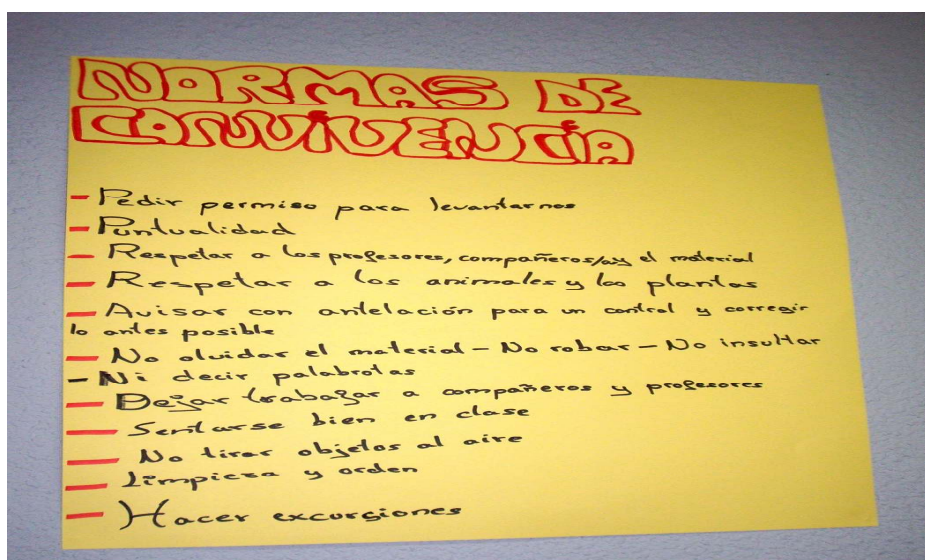 NORMAS DE
CONVIVENCIA
- Pedir permiso para levantarnos
- Puntualidad
- Respetar a los profesores, compañeros/as y el material
- Respetar a los animales y las plantas
- Avisar con antelación para un control y corregir
lo antes posible
- No olvidar el material - No robar - No insultar
- Ni decir palabrotas
- Dejar trabajar a compañeros y profesores
- Sentarse bien en clase
- No tirar objetos al aire
- Limpieza y orden
- Hacer excursiones